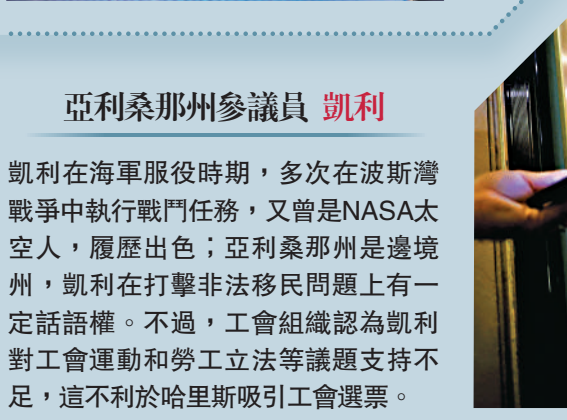 亞利桑那州參議員 凱利
凱利在海軍服役時期，多次在波斯灣
戰爭中執行戰鬥任務，又曾是NASA太
空人，履歷出色；亞利桑那州是邊境
州，凱利在打擊非法移民問題上有一
定話語權。不過，工會組織認為凱利
對工會運動和勞工立法等議題支持不
足，這不利於哈里斯吸引工會選票。